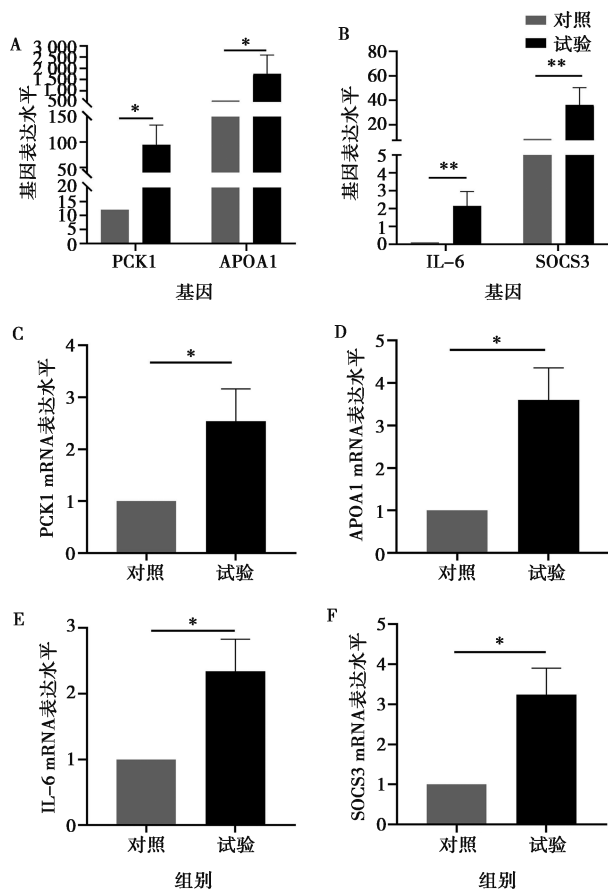 对照
试验
A
3 000
2 500
2 000
1 500
1 000
500
150
100
50
20
15
10
5
0
基因表达水平
*
*
PCK1 APOA1
基因
B
80
60
40
20
5
4
3
2
1
0
基因表达水平
**
**
IL-6 SOCS3
基因
C
4
3
2
1
0
PCK1 mRNA表达水平
*
对照 试验
D
5
4
3
2
1
0
APOA1 mRNA表达水平
*
对照 试验
E
3
2
1
0
IL-6 mRNA表达水平
*
对照 试验
组别
F
5
4
3
2
1
0
SOCS3 mRNA表达水平
*
对照 试验
组别